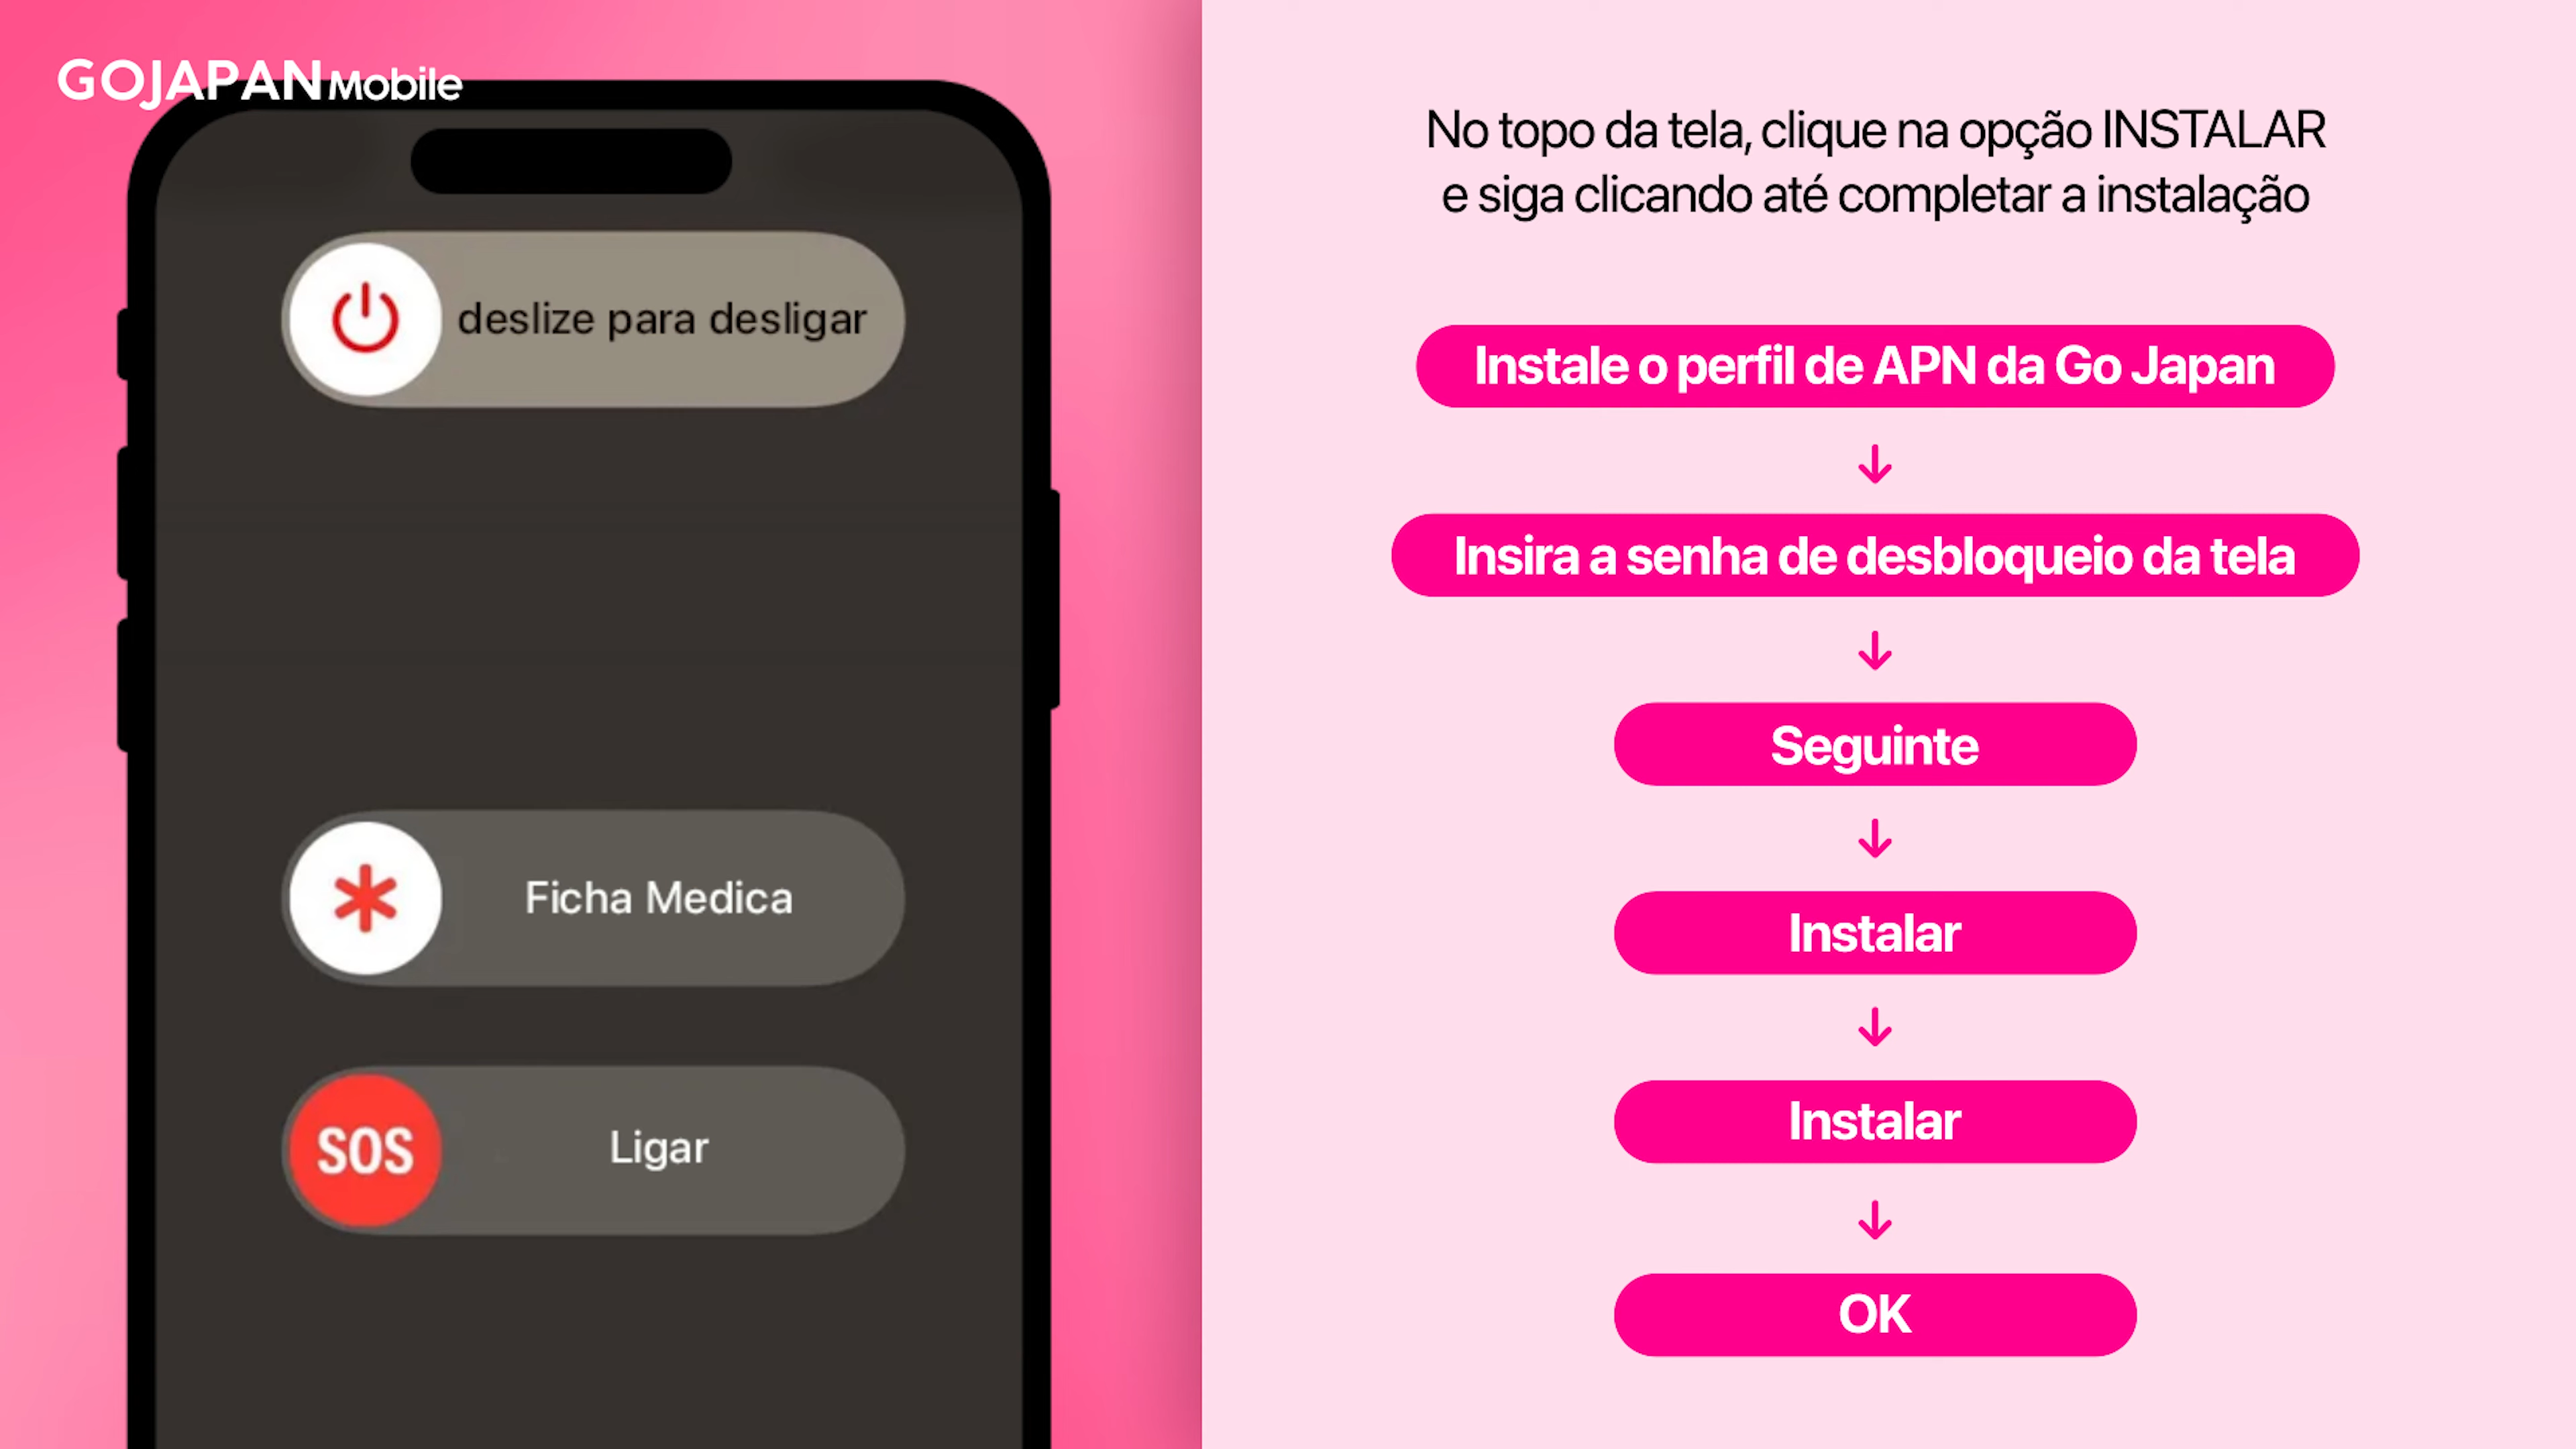 GOJAPAN Mobile
deslize para desligar
Ficha Medica
SOS
Ligar
No topo da tela, clique na opção INSTALAR
e siga clicando até completar a instalação
Instale o perfil de APN da Go Japan
Insira a senha de desbloqueio da tela
Seguinte
Instalar
Instalar
OK